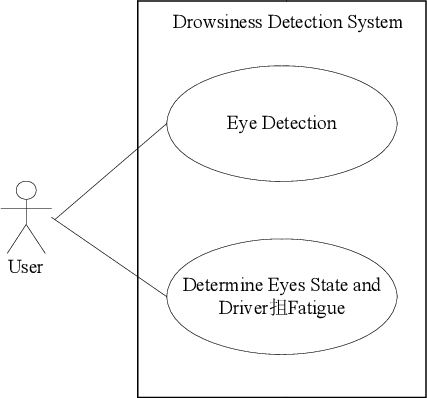 Drowsiness Detection System
Eye Detection
User
Determine Eyes State and
Driver抯Fatigue